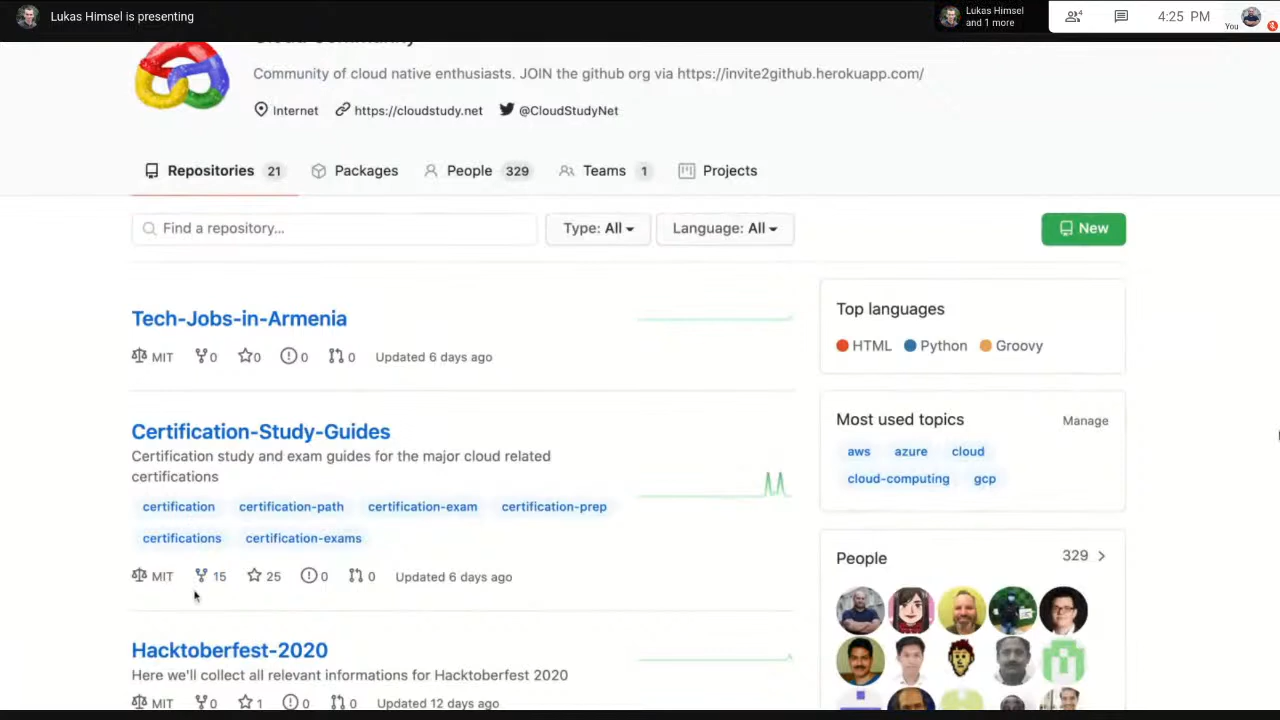 Lukas Himsel is presenting
Lukas Himsel
and 1 more
4
4:25 PM
You
Community of cloud native enthusiasts. JOIN the github org via https://invite2github.herokuapp.com/
Internet https://cloudstudy.net @CloudStudyNet
Repositories 21 Packages People 329 Teams 1 Projects
Find a repository... Type: All Language: All New
Tech-Jobs-in-Armenia
MIT 0 0 0 0 Updated 6 days ago
Certification-Study-Guides
Certification study and exam guides for the major cloud related
certifications
certification certification-path certification-exam certification-prep
certifications certification-exams
MIT 15 25 0 0 Updated 6 days ago
Hacktoberfest-2020
Here we'll collect all relevant informations for Hacktoberfest 2020
MIT 0 1 0 0 Updated 12 days ago
Top languages
HTML Python Groovy
Most used topics Manage
aws azure cloud
cloud-computing gcp
People 329